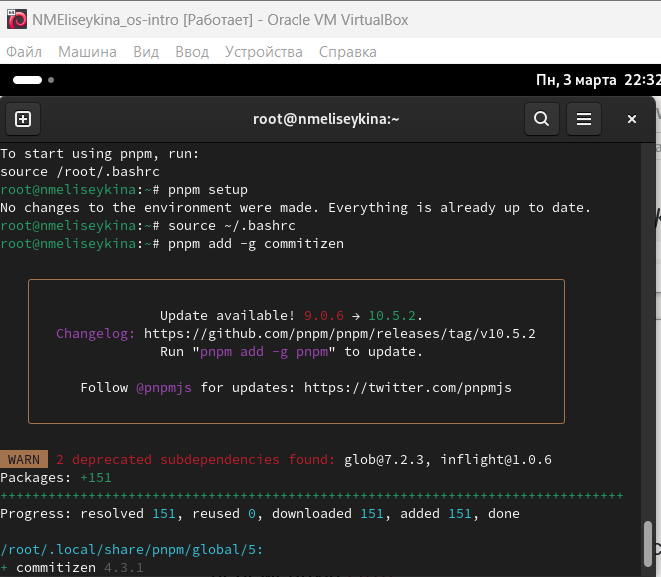 NMEliseykina_os-intro [Работает] - Oracle VM VirtualBox
Файл Машина Вид Ввод Устройства Справка
Пн, 3 марта 22:32
root@nmeliseykina:~
To start using pnpm, run:
source /root/.bashrc
root@nmeliseykina:~# pnpm setup
No changes to the environment were made. Everything is already up to date.
root@nmeliseykina:~# source ~/.bashrc
root@nmeliseykina:~# pnpm add -g commitizen
Update available! 9.0.6 → 10.5.2.
Changelog: https://github.com/pnpm/pnpm/releases/tag/v10.5.2
Run "pnpm add -g pnpm" to update.
Follow @pnpmjs for updates: https://twitter.com/pnpmjs
WARN 2 deprecated subdependencies found: glob@7.2.3, inflight@1.0.6
Packages: +151
++++++++++++++++++++++++++++++++++++++++++++++++++++++++++++++++++++++++++++++
Progress: resolved 151, reused 0, downloaded 151, added 151, done
/root/.local/share/pnpm/global/5:
+ commitizen 4.3.1